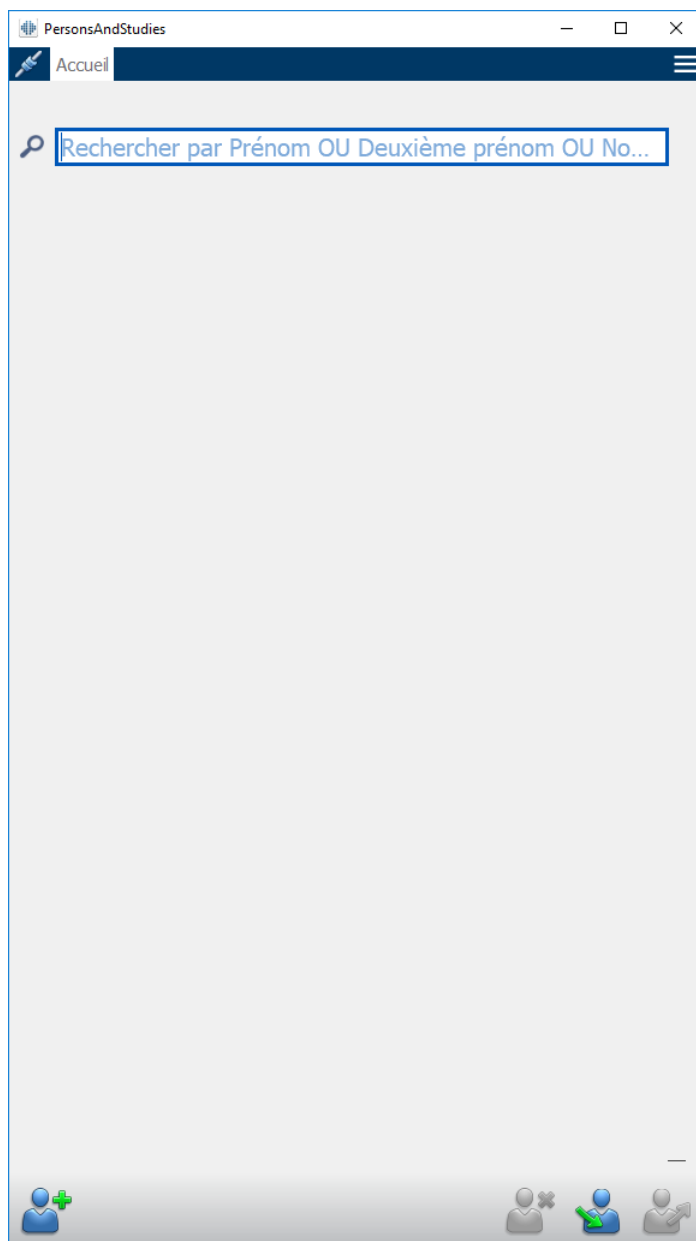 PersonsAndStudies
Accueil
Rechercher par Prénom OU Deuxième prénom OU No...